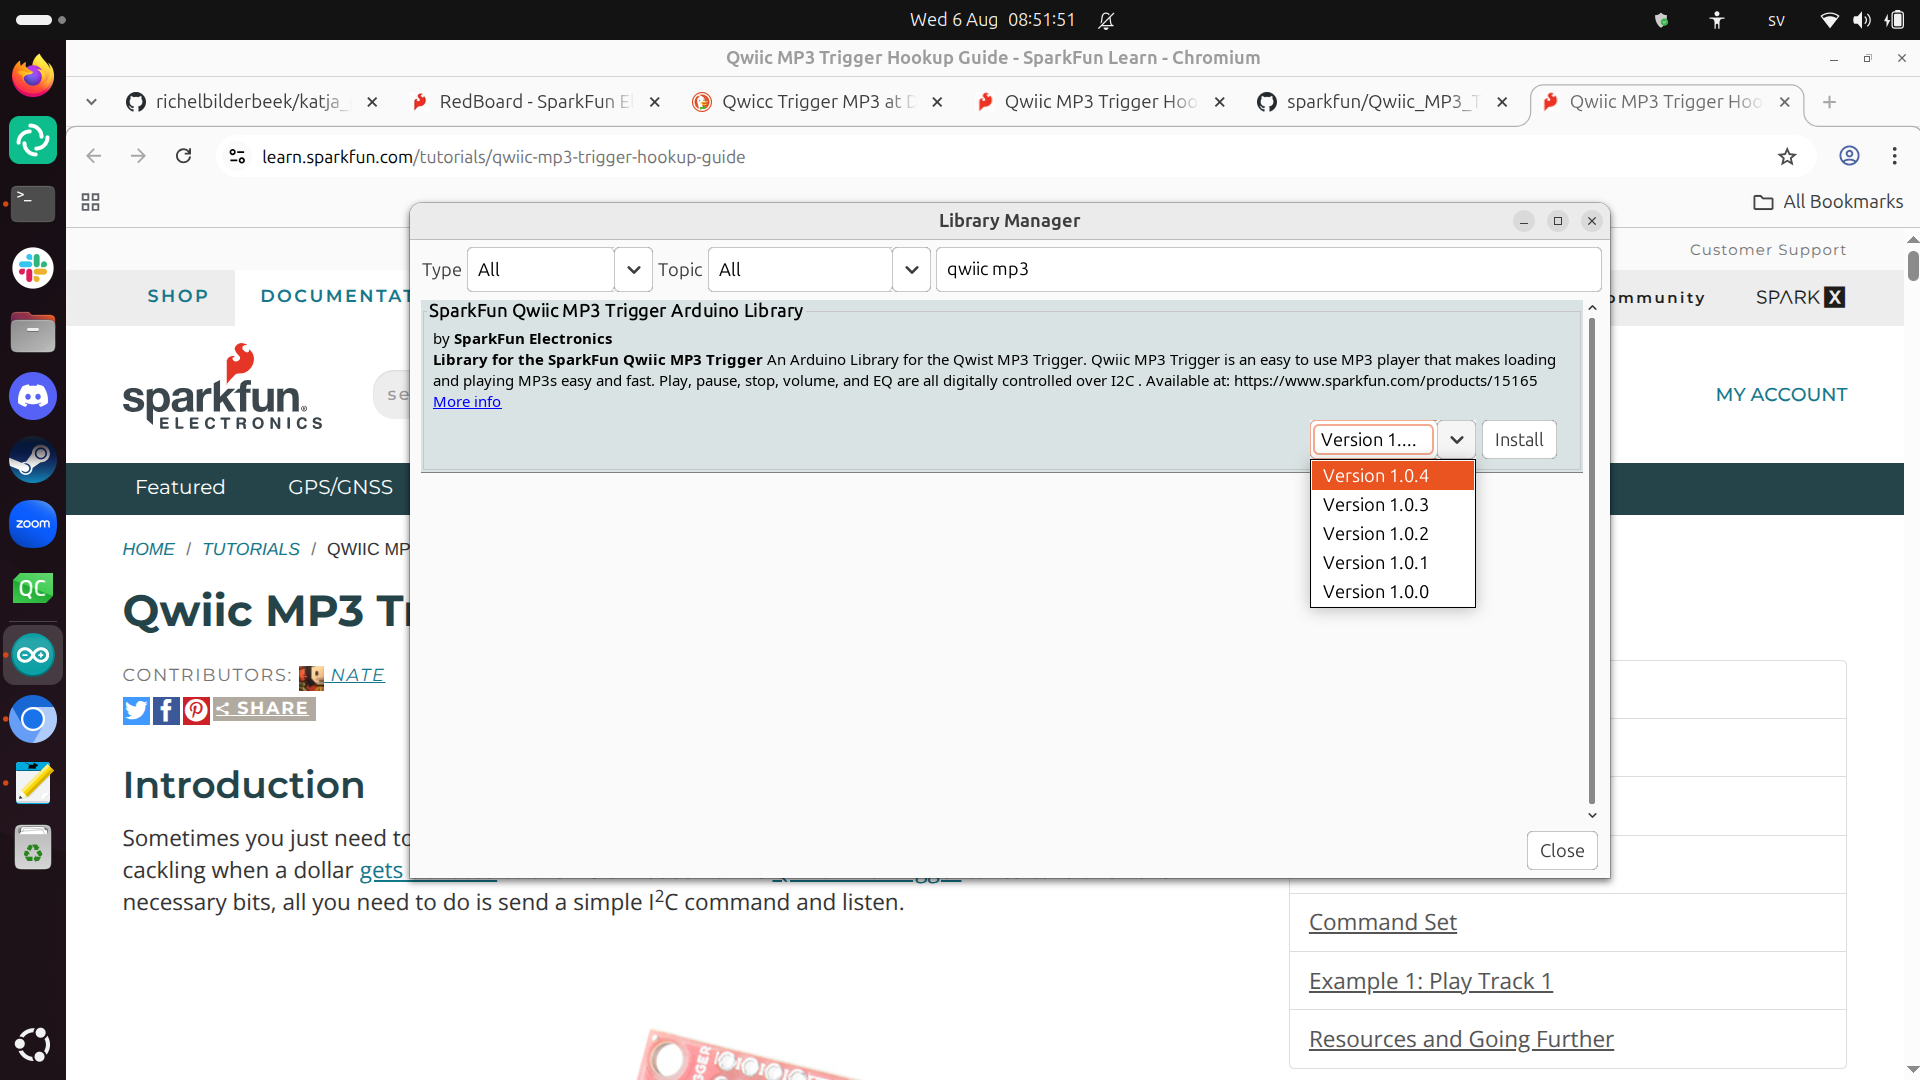 Wed 6 Aug 08:51:51
sv
Qwiic MP3 Trigger Hookup Guide - SparkFun Learn - Chromium
richelbilderbeek/katja_
RedBoard - SparkFun El
Qwicc Trigger MP3 at D
Qwiic MP3 Trigger Hoo
sparkfun/Qwiic_MP3_T
Qwiic MP3 Trigger Hoo
learn.sparkfun.com/tutorials/qwiic-mp3-trigger-hookup-guide
All Bookmarks
Library Manager
Customer Support
Type All
Topic All
qwiic mp3
SHOP
DOCUMENTAT
ommunity
SPARK X
SparkFun Qwiic MP3 Trigger Arduino Library
by SparkFun Electronics
Library for the SparkFun Qwiic MP3 Trigger An Arduino Library for the Qwist MP3 Trigger. Qwiic MP3 Trigger is an easy to use MP3 player that makes loading
and playing MP3s easy and fast. Play, pause, stop, volume, and EQ are all digitally controlled over I2C . Available at: https://www.sparkfun.com/products/15165
More info
sparkfun
ELECTRONICS
se
MY ACCOUNT
Version 1....
Install
Version 1.0.4
Version 1.0.3
Version 1.0.2
Version 1.0.1
Version 1.0.0
Featured
GPS/GNSS
zoom
HOME / TUTORIALS / QWIIC MP
QC
Qwiic MP3 Tr
CONTRIBUTORS: NATE
SHARE
Introduction
Sometimes you just need to
cackling when a dollar gets
necessary bits, all you need to do is send a simple I2C command and listen.
Close
Command Set
Example 1: Play Track 1
Resources and Going Further